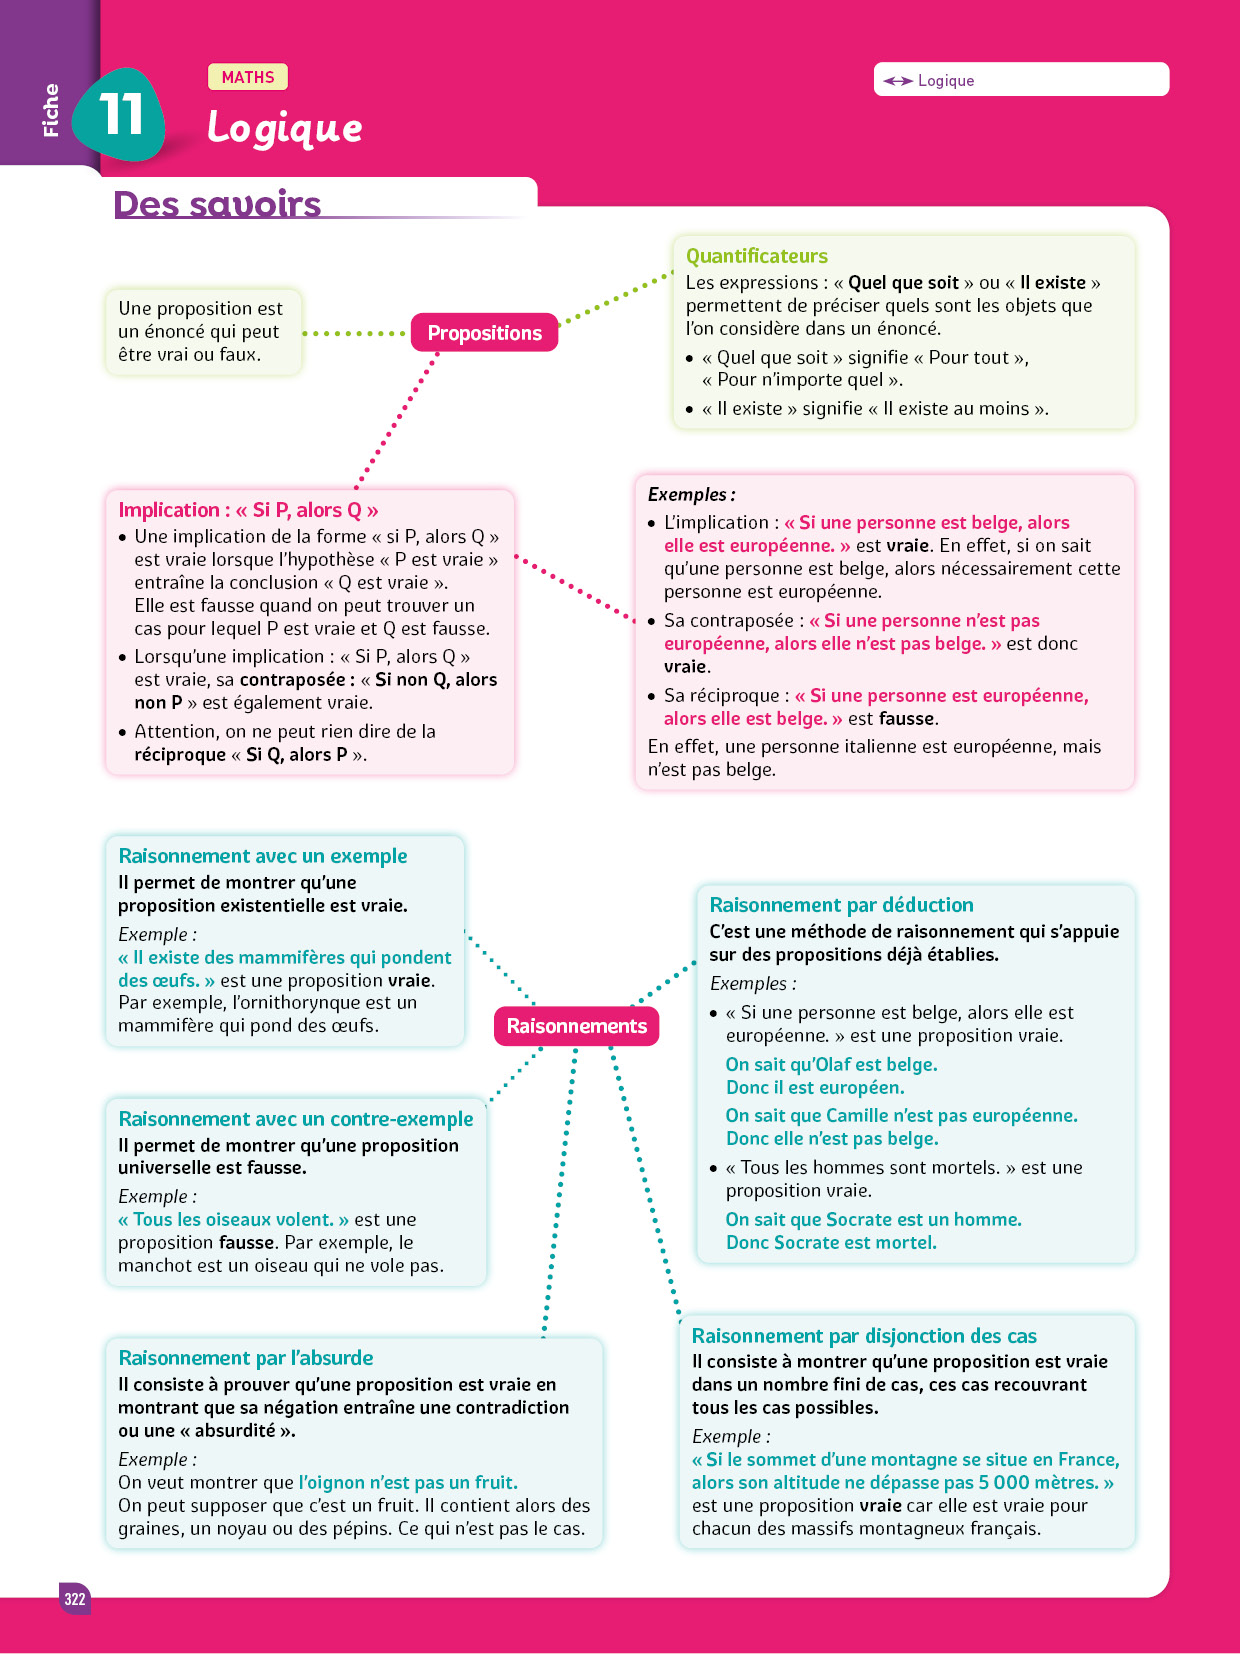 Fiche
11
MATHS
Logique
Logique
Des savoirs
Une proposition est
un énoncé qui peut
être vrai ou faux.
Propositions
Quantificateurs
Les expressions : « Quel que soit » ou « Il existe »
permettent de préciser quels sont les objets que
l’on considère dans un énoncé.
• « Quel que soit » signifie « Pour tout »,
« Pour n’importe quel ».
• « Il existe » signifie « Il existe au moins ».
Implication : « Si P, alors Q »
• Une implication de la forme « si P, alors Q »
est vraie lorsque l’hypothèse « P est vraie »
entraîne la conclusion « Q est vraie ».
Elle est fausse quand on peut trouver un
cas pour lequel P est vraie et Q est fausse.
• Lorsqu’une implication : « Si P, alors Q »
est vraie, sa contraposée : « Si non Q, alors
non P » est également vraie.
• Attention, on ne peut rien dire de la
réciproque « Si Q, alors P ».
Exemples :
• L’implication : « Si une personne est belge, alors
elle est européenne. » est vraie. En effet, si on sait
qu’une personne est belge, alors nécessairement cette
personne est européenne.
• Sa contraposée : « Si une personne n’est pas
européenne, alors elle n’est pas belge. » est donc
vraie.
• Sa réciproque : « Si une personne est européenne,
alors elle est belge. » est fausse.
En effet, une personne italienne est européenne, mais
n’est pas belge.
Raisonnement avec un exemple
Il permet de montrer qu’une
proposition existentielle est vraie.
Exemple :
« Il existe des mammifères qui pondent
des œufs. » est une proposition vraie.
Par exemple, l’ornithorynque est un
mammifère qui pond des œufs.
Raisonnements
Raisonnement par déduction
C’est une méthode de raisonnement qui s’appuie
sur des propositions déjà établies.
Exemples :
• « Si une personne est belge, alors elle est
européenne. » est une proposition vraie.
On sait qu’Olaf est belge.
Donc il est européen.
On sait que Camille n’est pas européenne.
Donc elle n’est pas belge.
• « Tous les hommes sont mortels. » est une
proposition vraie.
On sait que Socrate est un homme.
Donc Socrate est mortel.
Raisonnement avec un contre-exemple
Il permet de montrer qu’une proposition
universelle est fausse.
Exemple :
« Tous les oiseaux volent. » est une
proposition fausse. Par exemple, le
manchot est un oiseau qui ne vole pas.
Raisonnement par l’absurde
Il consiste à prouver qu’une proposition est vraie en
montrant que sa négation entraîne une contradiction
ou une « absurdité ».
Exemple :
On veut montrer que l’oignon n’est pas un fruit.
On peut supposer que c’est un fruit. Il contient alors des
graines, un noyau ou des pépins. Ce qui n’est pas le cas.
Raisonnement par disjonction des cas
Il consiste à montrer qu’une proposition est vraie
dans un nombre fini de cas, ces cas recouvrant
tous les cas possibles.
Exemple :
« Si le sommet d’une montagne se situe en France,
alors son altitude ne dépasse pas 5 000 mètres. »
est une proposition vraie car elle est vraie pour
chacun des massifs montagneux français.
322